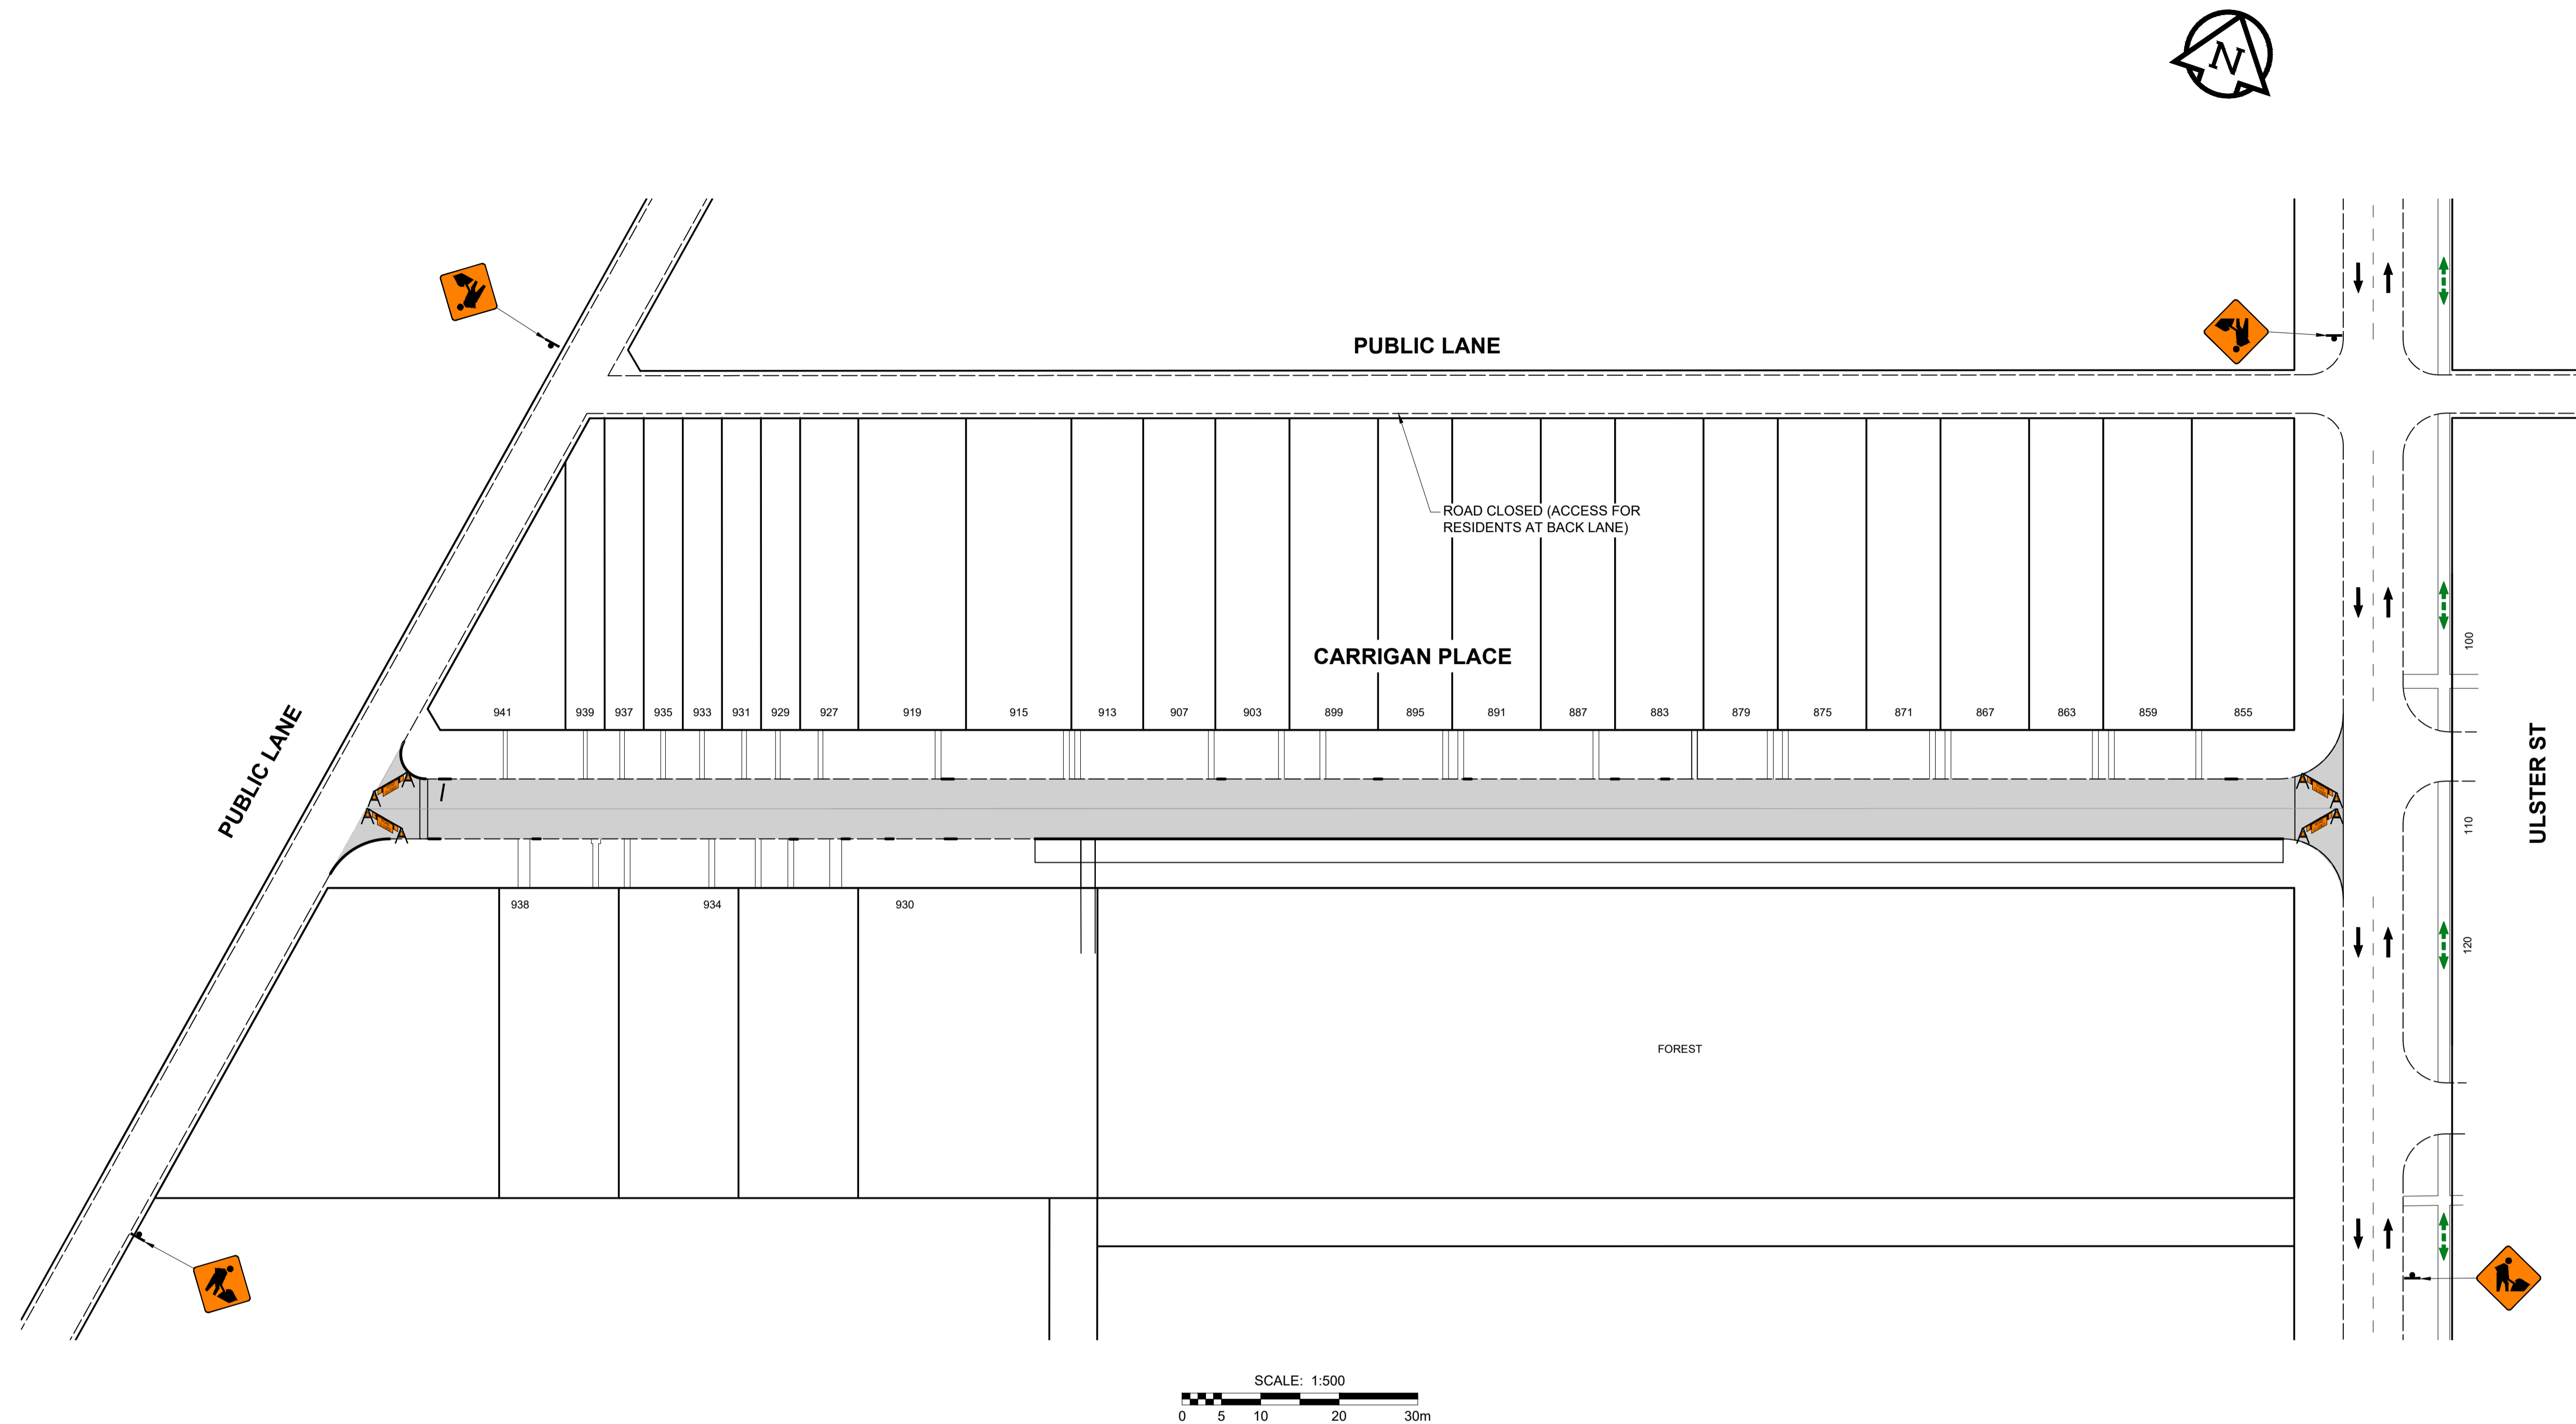 N
PUBLIC LANE
ROAD CLOSED (ACCESS FOR
RESIDENTS AT BACK LANE)
CARRIGAN PLACE
941 939 937 935 933 931 929 927 919 915 913 907 903 899 895 891 887 883 879 875 871 867 863 859 855
PUBLIC LANE
100
110
120
ULSTER ST
938 934 930
FOREST
SCALE: 1:500
0 5 10 20 30m